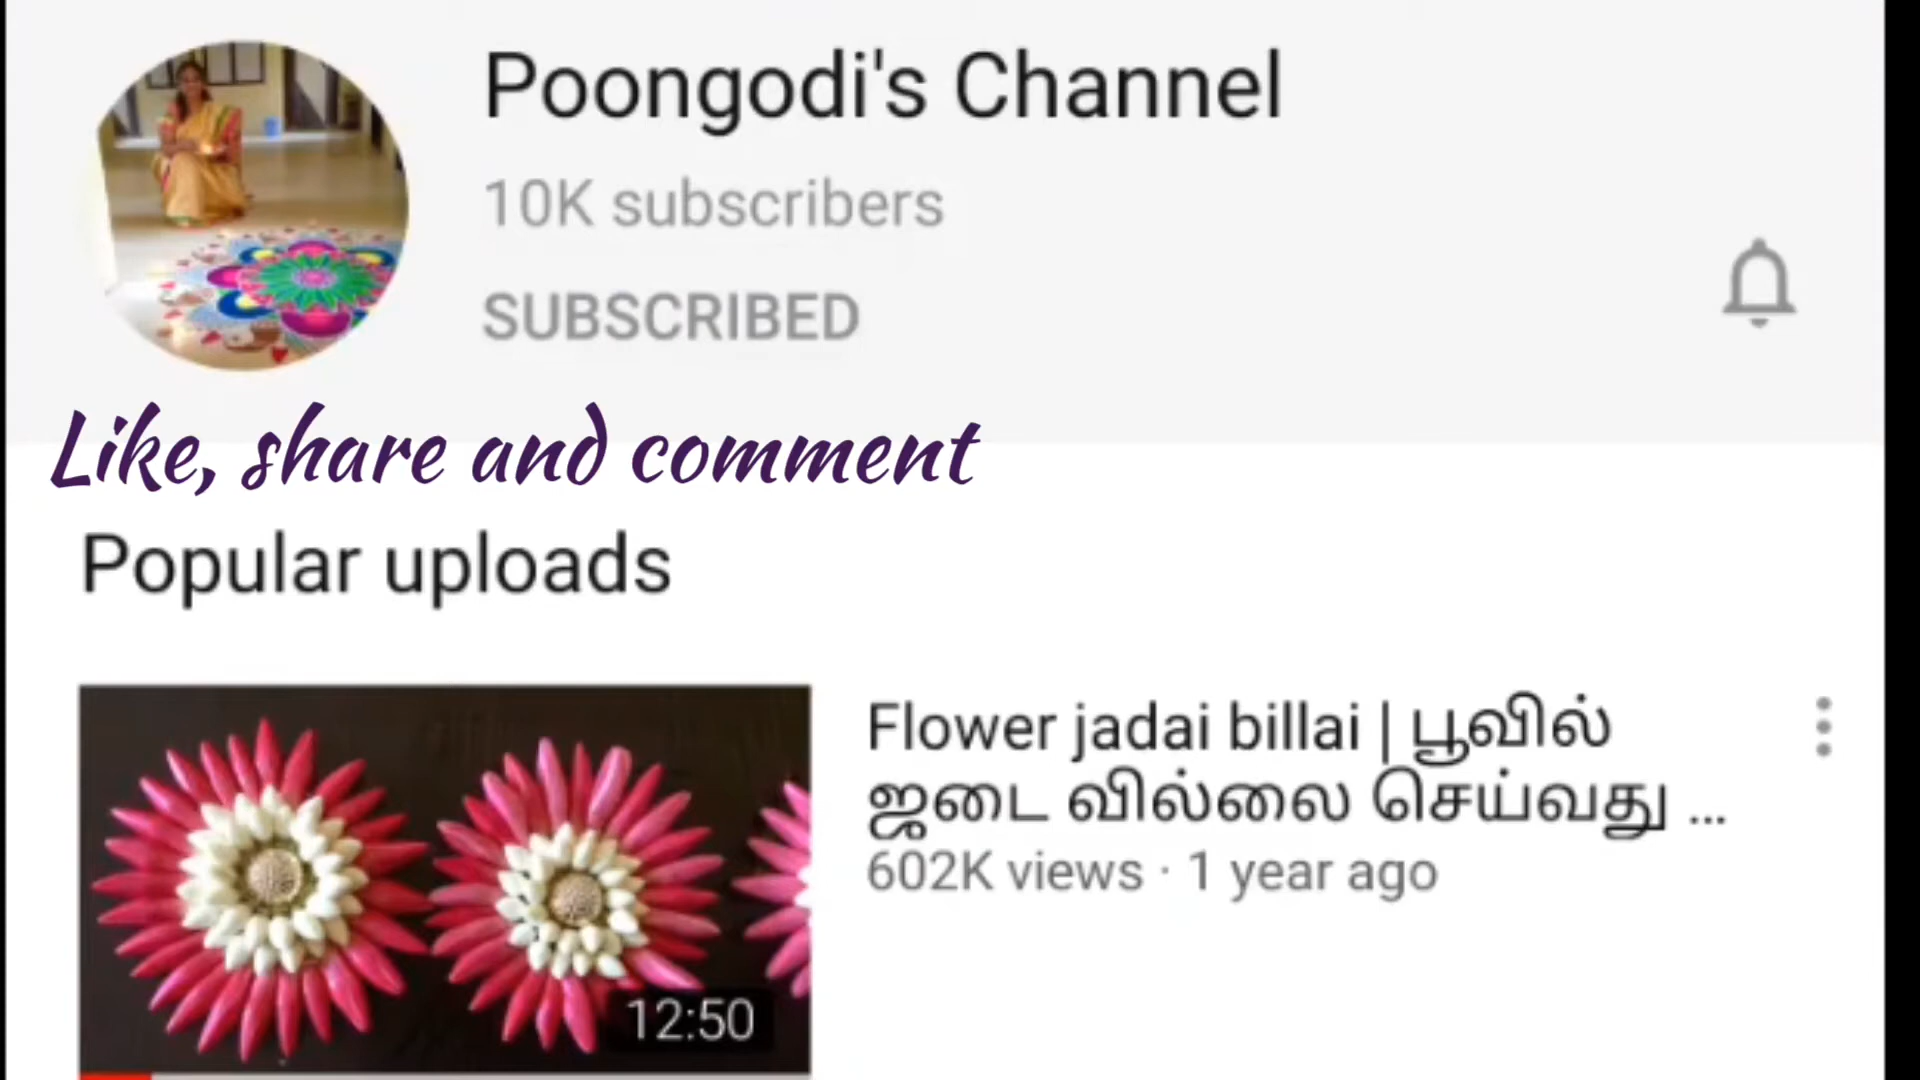 Poongodi's Channel
10K subscribers
SUBSCRIBED
Like, share and comment
Popular uploads
Flower jadai billai | பூவில்
ஜடை வில்லை செய்வது ...
602K views · 1 year ago
12:50